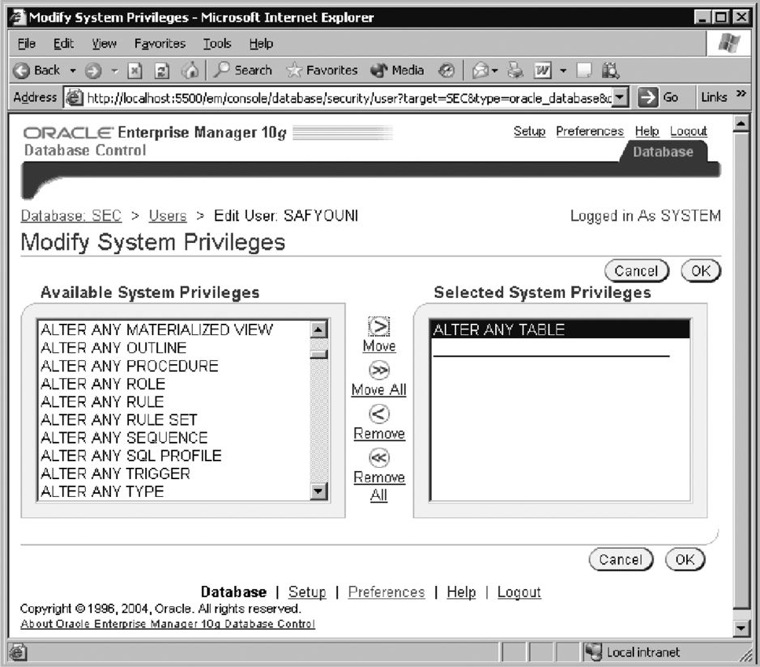 Modify System Privileges - Microsoft Internet Explorer
File Edit View Favorites Tools Help
Back Search Favorites Media
Address http://localhost:5500/em/console/database/security/user?target=SEC&type=oracle_database&c Go Links »
ORACLE Enterprise Manager 10g
Setup Preferences Help Logout
Database Control
Database
Database: SEC > Users > Edit User: SAFYOUNI
Logged in As SYSTEM
Modify System Privileges
Cancel OK
Available System Privileges
ALTER ANY MATERIALIZED VIEW
ALTER ANY OUTLINE
ALTER ANY PROCEDURE
ALTER ANY ROLE
ALTER ANY RULE
ALTER ANY RULE SET
ALTER ANY SEQUENCE
ALTER ANY SQL PROFILE
ALTER ANY TRIGGER
ALTER ANY TYPE
Move
Move All
Remove
Remove
All
Selected System Privileges
ALTER ANY TABLE
Cancel OK
Database | Setup | Preferences | Help | Logout
Copyright © 1996, 2004, Oracle. All rights reserved.
About Oracle Enterprise Manager 10g Database Control
Local intranet